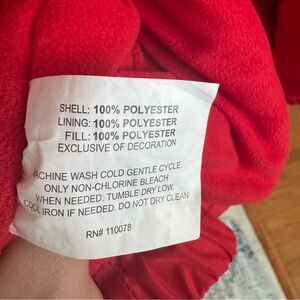 SHELL: 100% POLYESTER
LINING: 100% POLYESTER
FILL: 100% POLYESTER
EXCLUSIVE OF DECORATION
ACHINE WASH COLD GENTLE CYCLE.
ONLY NON-CHLORINE BLEACH
WHEN NEEDED. TUMBLE DRY LOW.
COOL IRON IF NEEDED. DO NOT DRY CLEAN
RN# 110078